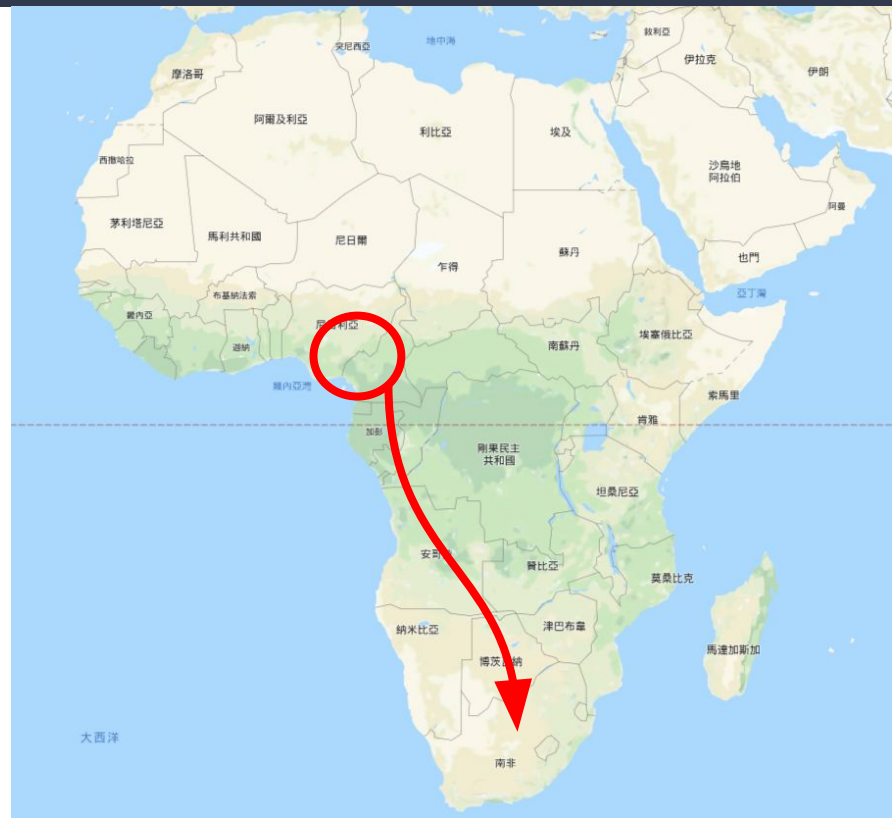 地中海
突尼西亞
敘利亞
伊拉克
伊朗
摩洛哥
阿爾及利亞
利比亞
埃及
西撒哈拉
沙烏地
阿拉伯
阿曼
茅利塔尼亞
馬利共和國
尼日爾
乍得
蘇丹
也門
亞丁灣
布基納法索
幾內亞
迦納
南蘇丹
埃塞俄比亞
幾內亞灣
索馬里
肯雅
加彭
剛果民主
共和國
坦桑尼亞
贊比亞
莫桑比克
納米比亞
津巴布韋
馬達加斯加
大西洋
南非